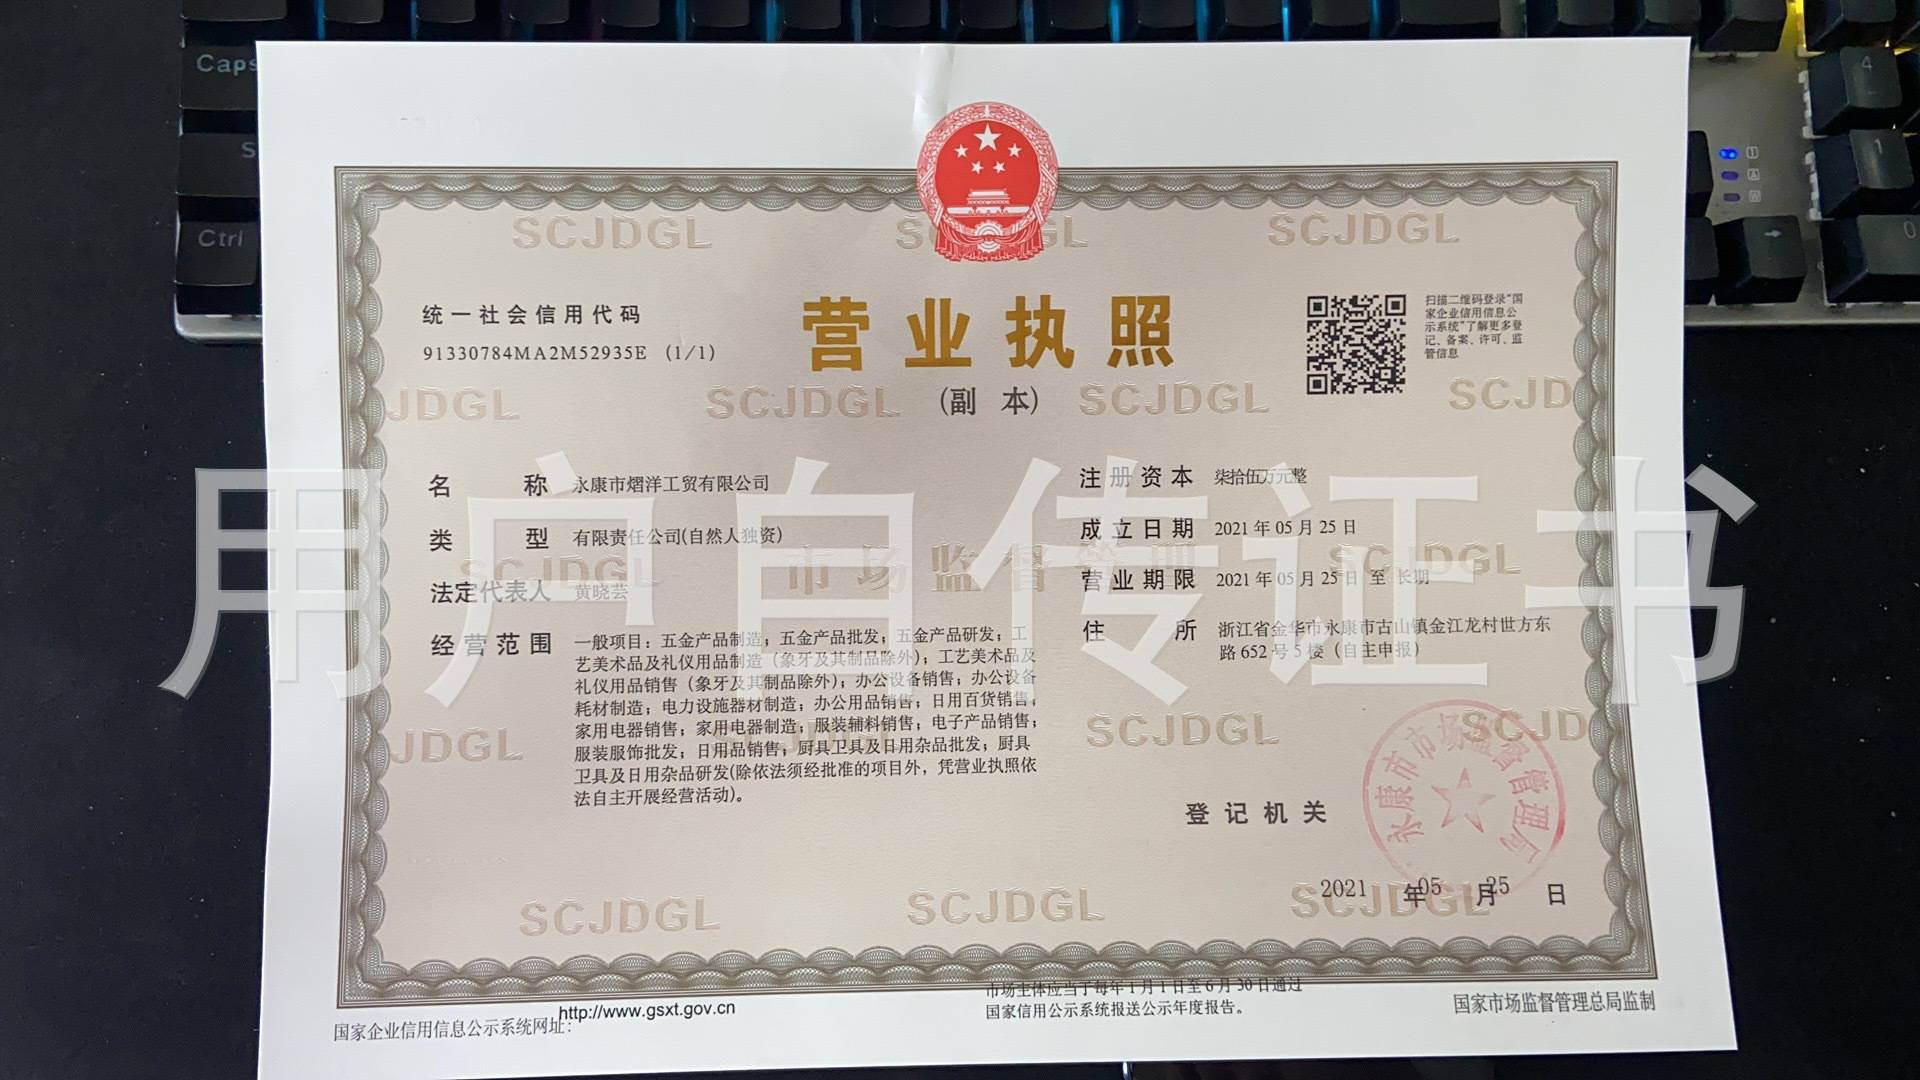 Caps
S
Ctrl
4
1
0
1
A
SCJDGL
SCJDGL
统一社会信用代码
91330784MA2M52935E (1/1)
营业执照
(副 本)
扫描二维码登录“国
家企业信用信息公
示系统”了解更多登
记、备案、许可、监
管信息
JDGL
SCJDGL
SCJDGL
SCJD
名 称 永康市熠洋工贸有限公司
类 型 有限责任公司(自然人独资)
法定代表人 黄晓芸
经营范围 一般项目：五金产品制造；五金产品批发；五金产品研发；工
艺美术品及礼仪用品制造（象牙及其制品除外）；工艺美术品及
礼仪用品销售（象牙及其制品除外）；办公设备销售；办公设备
耗材制造；电力设施器材制造；办公用品销售；日用百货销售；
家用电器销售；家用电器制造；服装辅料销售；电子产品销售；
服装服饰批发；日用品销售；厨具卫具及日用杂品批发；厨具
卫具及日用杂品研发(除依法须经批准的项目外，凭营业执照依
法自主开展经营活动)。
注册资本 柒拾伍万元整
成立日期 2021 年 05 月 25 日
营业期限 2021 年 05 月 25 日 至 长期
住 所 浙江省金华市永康市古山镇金江龙村世方东
路 652 号 5 楼（自主申报）
SCJDGL
市场监督管理
SCJDGL
用户自传证书
JDGL
SCJDGL
SCJDGL
SCJD
登记机关
永康市市场监督管理局
2021 年 05 月 25 日
SCJDGL
SCJDGL
SCJDGL
国家企业信用信息公示系统网址：
http://www.gsxt.gov.cn
市场主体应当于每年 1 月 1 日至 6 月 30 日通过
国家信用公示系统报送公示年度报告。
国家市场监督管理总局监制